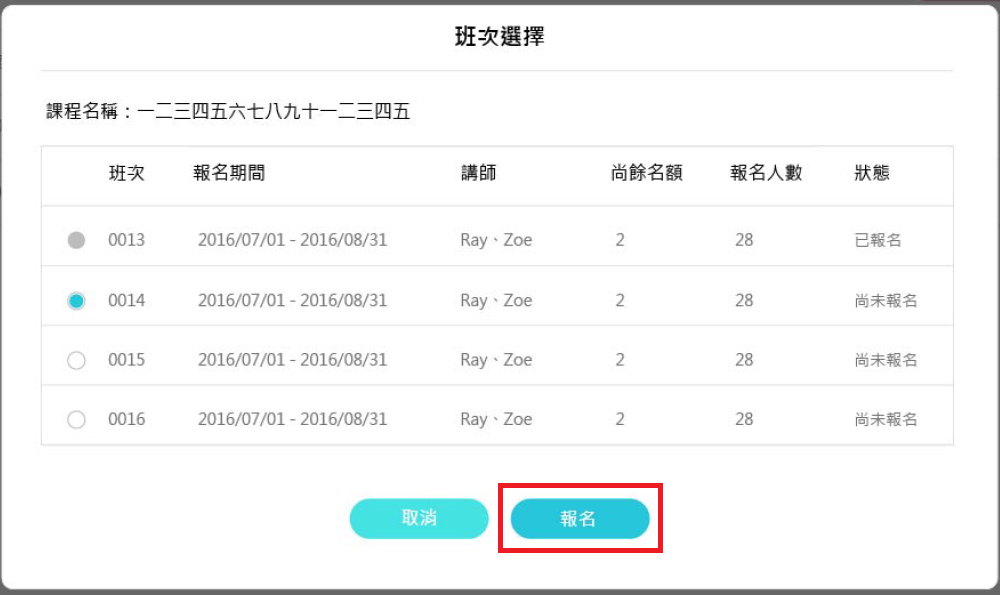 班次選擇
課程名稱：一二三四五六七八九十一二三四五
班次 報名期間 講師 尚餘名額 報名人數 狀態
0013 2016/07/01 - 2016/08/31 Ray、Zoe 2 28 已報名
0014 2016/07/01 - 2016/08/31 Ray、Zoe 2 28 尚未報名
0015 2016/07/01 - 2016/08/31 Ray、Zoe 2 28 尚未報名
0016 2016/07/01 - 2016/08/31 Ray、Zoe 2 28 尚未報名
取消 報名